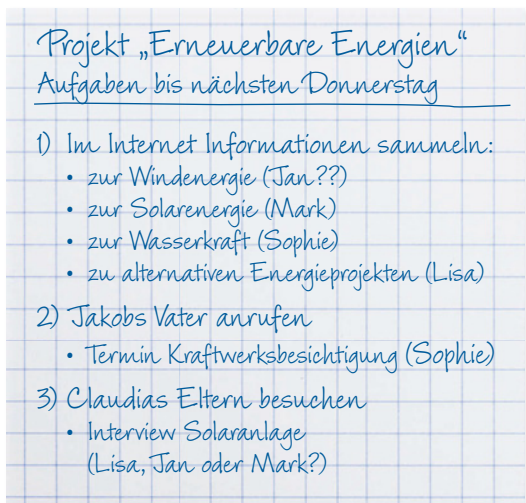 Projekt „Erneuerbare Energien“
Aufgaben bis nächsten Donnerstag
1) Im Internet Informationen sammeln:
• zur Windenergie (Jan??)
• zur Solarenergie (Mark)
• zur Wasserkraft (Sophie)
• zu alternativen Energieprojekten (Lisa)
2) Jakobs Vater anrufen
• Termin Kraftwerksbesichtigung (Sophie)
3) Claudias Eltern besuchen
• Interview Solaranlage
(Lisa, Jan oder Mark?)